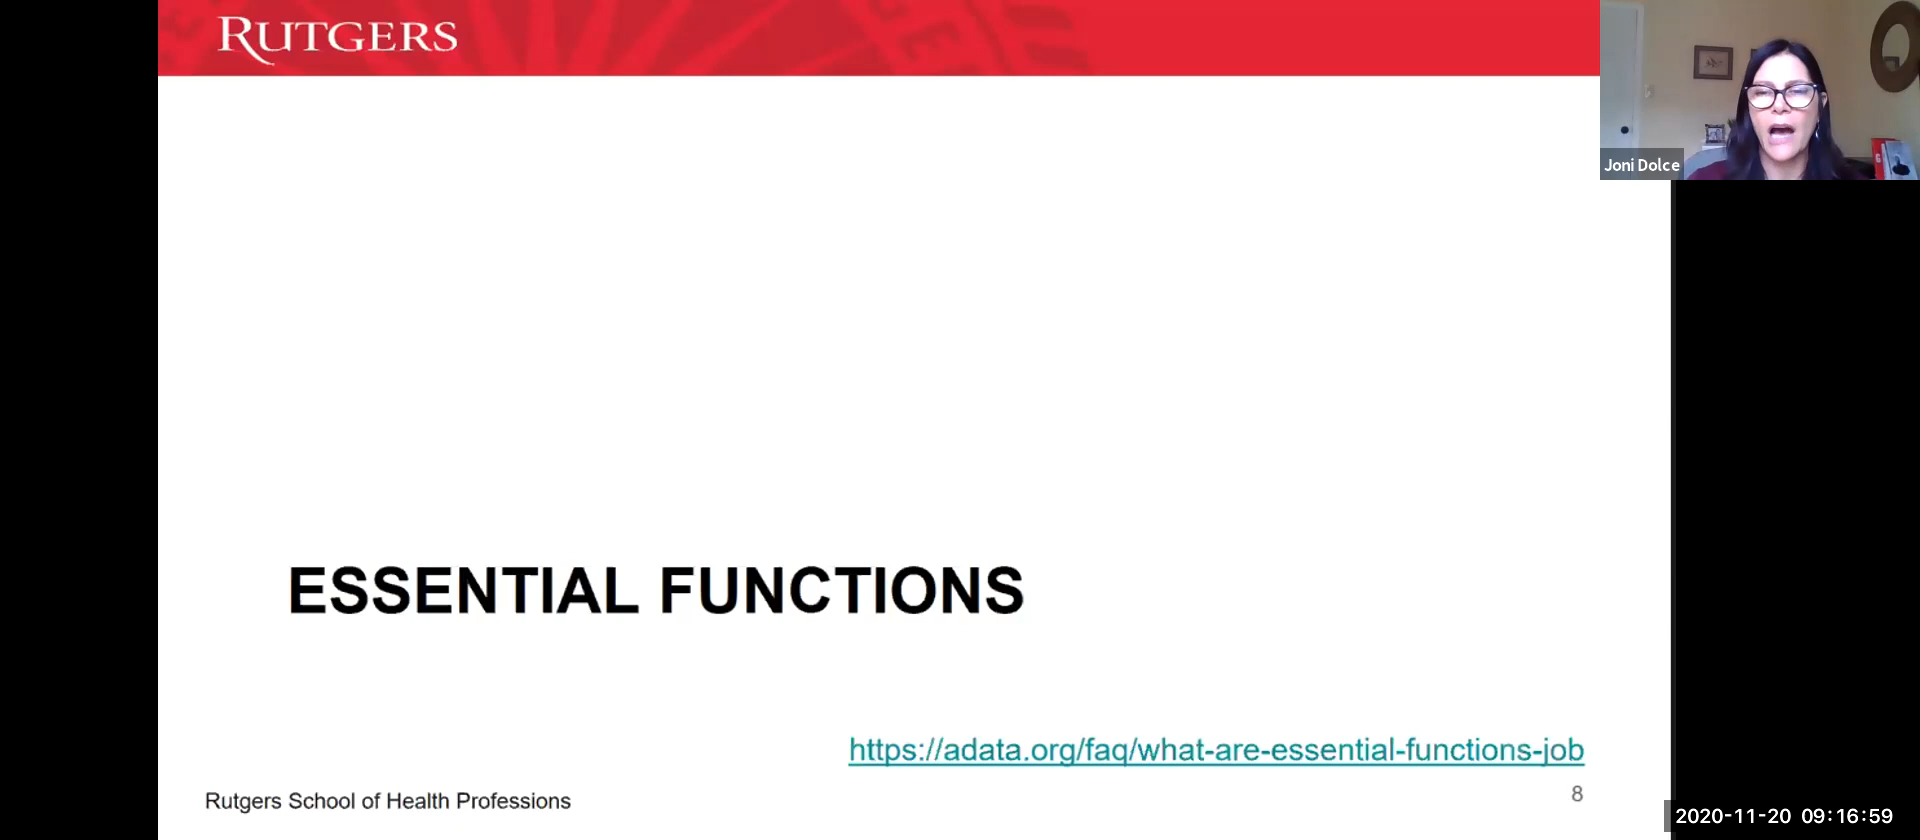 RUTGERS
Joni Dolce
ESSENTIAL FUNCTIONS
https://adata.org/faq/what-are-essential-functions-job
Rutgers School of Health Professions
8
2020-11-20 09:16:59